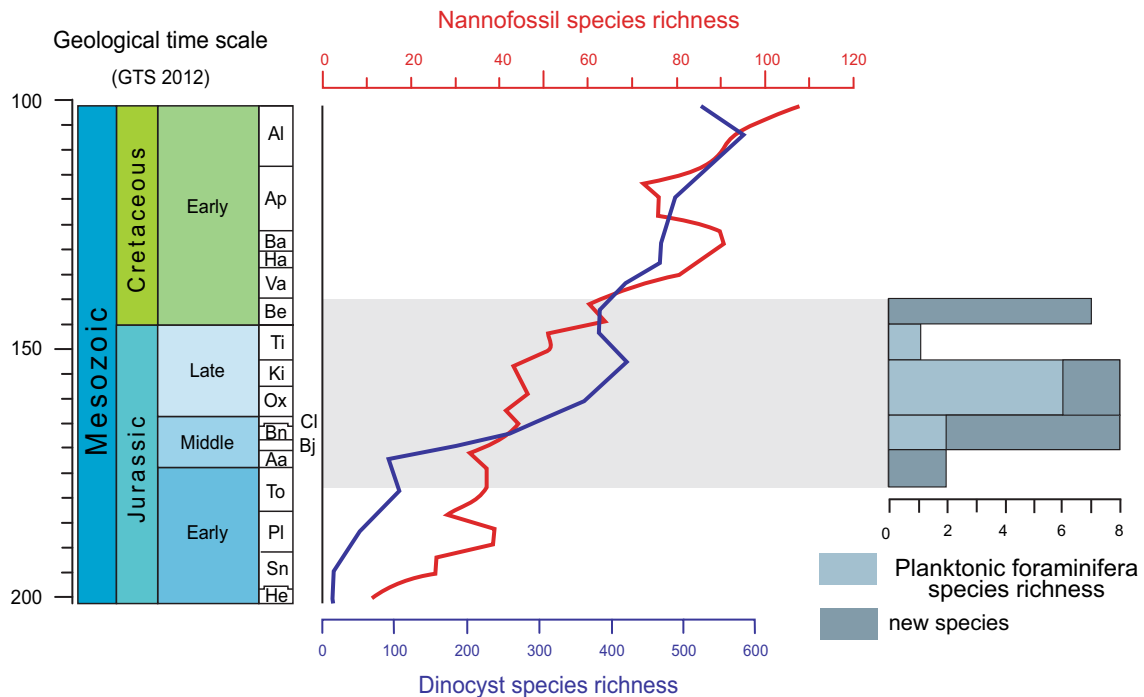 Nannofossil species richness
Geological time scale
(GTS 2012)
0 20 40 60 80 100 120
100
150
200
Mesozoic
Cretaceous
Jurassic
Early
Late
Middle
Early
Al
Ap
Ba
Ha
Va
Be
Ti
Ki
Ox
Cl
Bn
Bj
Aa
To
Pl
Sn
He
0 2 4 6 8
Planktonic foraminifera
species richness
new species
0 100 200 300 400 500 600
Dinocyst species richness